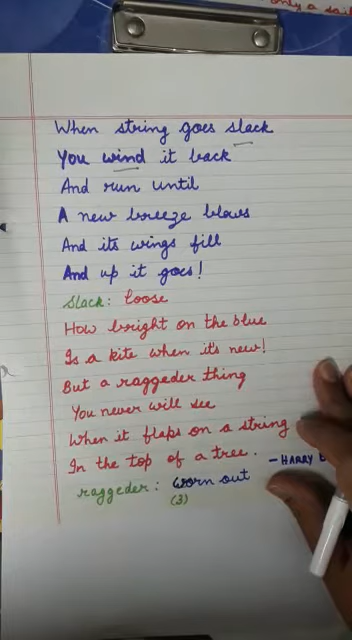 only a sail
When string goes slack
You wind it back
And run until
A new breeze blows
And its wings fill
And up it goes!
Slack: loose
How bright on the blue
Is a kite when it's new!
But a raggeder thing
You never will see
When it flaps on a string
In the top of a tree. - HARRY
raggeder: worn out
(3)